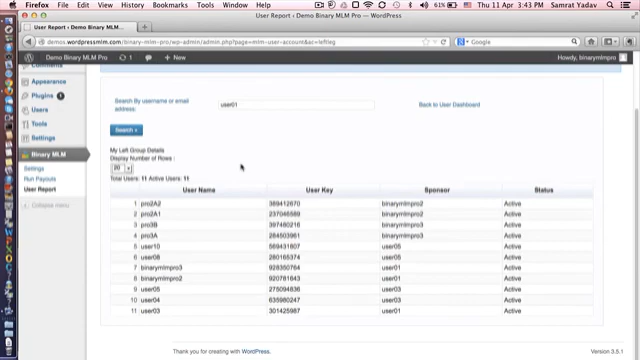 Firefox File Edit View History Bookmarks Tools Window Help
61% Thu 11 Apr 3:43 PM Samrat Yadav
User Report ‹ Demo Binary MLM Pro — WordPress
User Report ‹ Demo Binary MLM...
demos.wordpressmlm.com/binary-mlm-pro/wp-admin/admin.php?page=mlm-user-account&ac=leftleg
Google
Demo Binary MLM Pro 1 + New
Howdy, binarymlmpro
Comments
Appearance
Plugins 1
Users
Tools
Settings
Binary MLM
Settings
Run Payouts
User Report
Collapse menu
Search By username or email
address:
user01
Back to User Dashboard
Search »
My Left Group Details
Display Number of Rows :
20
Total Users: 11 Active Users: 11
User Name User Key Sponsor Status
1 pro2A2 389412670 binarymlmpro2 Active
2 pro2A1 237046589 binarymlmpro2 Active
3 pro3B 397480216 binarymlmpro3 Active
4 pro3A 284503961 binarymlmpro3 Active
5 user10 569431807 user05 Active
6 user08 280165374 user05 Active
7 binarymlmpro3 928350764 user01 Active
8 binarymlmpro2 920781643 user01 Active
9 user05 275094836 user03 Active
10 user04 635980247 user03 Active
11 user03 301425987 user01 Active
Thank you for creating with WordPress.
Version 3.5.1